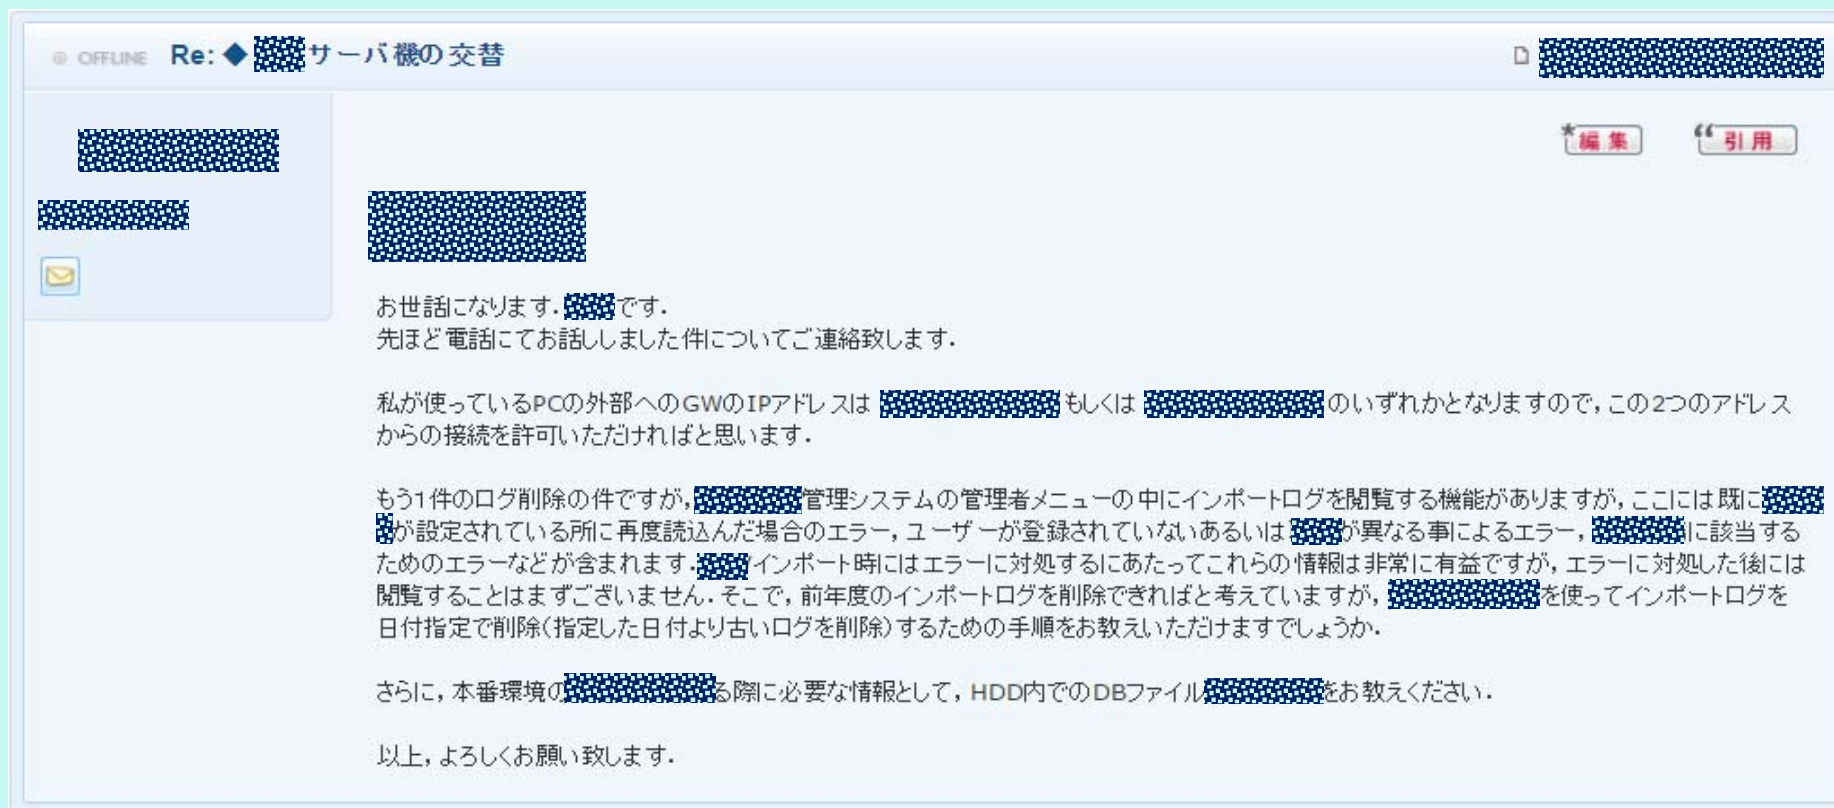 OFFLINE Re: ◆ サーバ機の交替
編集 引用
お世話になります. です.
先ほど電話にてお話ししました件についてご連絡致します.
私が使っているPCの外部へのGWのIPアドレスは もしくは のいずれかとなりますので,この2つのアドレス
からの接続を許可いただければと思います.
もう1件のログ削除の件ですが, 管理システムの管理者メニューの中にインポートログを閲覧する機能がありますが,ここには既に
が設定されている所に再度読込んだ場合のエラー,ユーザーが登録されていないあるいは が異なる事によるエラー, に該当する
ためのエラーなどが含まれます. インポート時にはエラーに対処するにあたってこれらの情報は非常に有益ですが,エラーに対処した後には
閲覧することはまずございません.そこで,前年度のインポートログを削除できればと考えていますが, を使ってインポートログを
日付指定で削除(指定した日付より古いログを削除)するための手順をお教えいただけますでしょうか.
さらに,本番環境の る際に必要な情報として,HDD内でのDBファイル をお教えください.
以上,よろしくお願い致します.